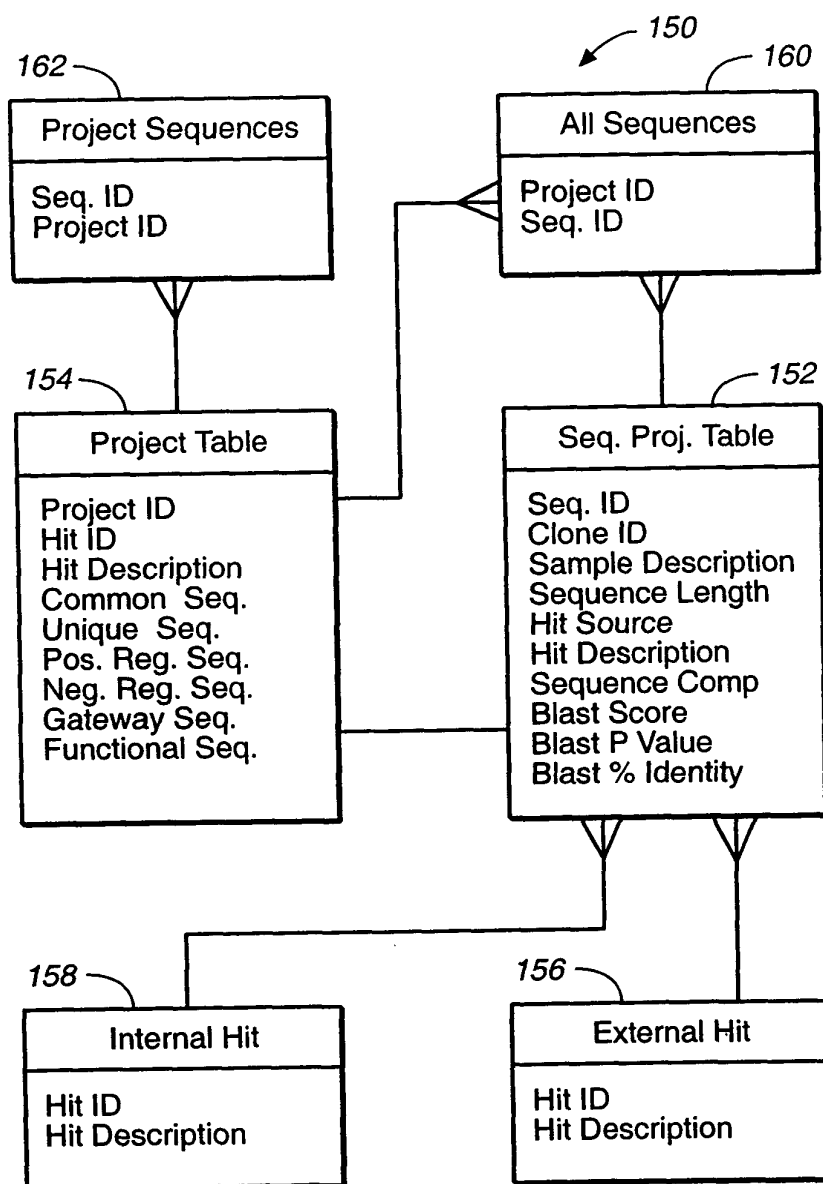 150
162
Project Sequences
Seq. ID
Project ID
160
All Sequences
Project ID
Seq. ID
154
Project Table
Project ID
Hit ID
Hit Description
Common Seq.
Unique Seq.
Pos. Reg. Seq.
Neg. Reg. Seq.
Gateway Seq.
Functional Seq.
152
Seq. Proj. Table
Seq. ID
Clone ID
Sample Description
Sequence Length
Hit Source
Hit Description
Sequence Comp
Blast Score
Blast P Value
Blast % Identity
158
Internal Hit
Hit ID
Hit Description
156
External Hit
Hit ID
Hit Description